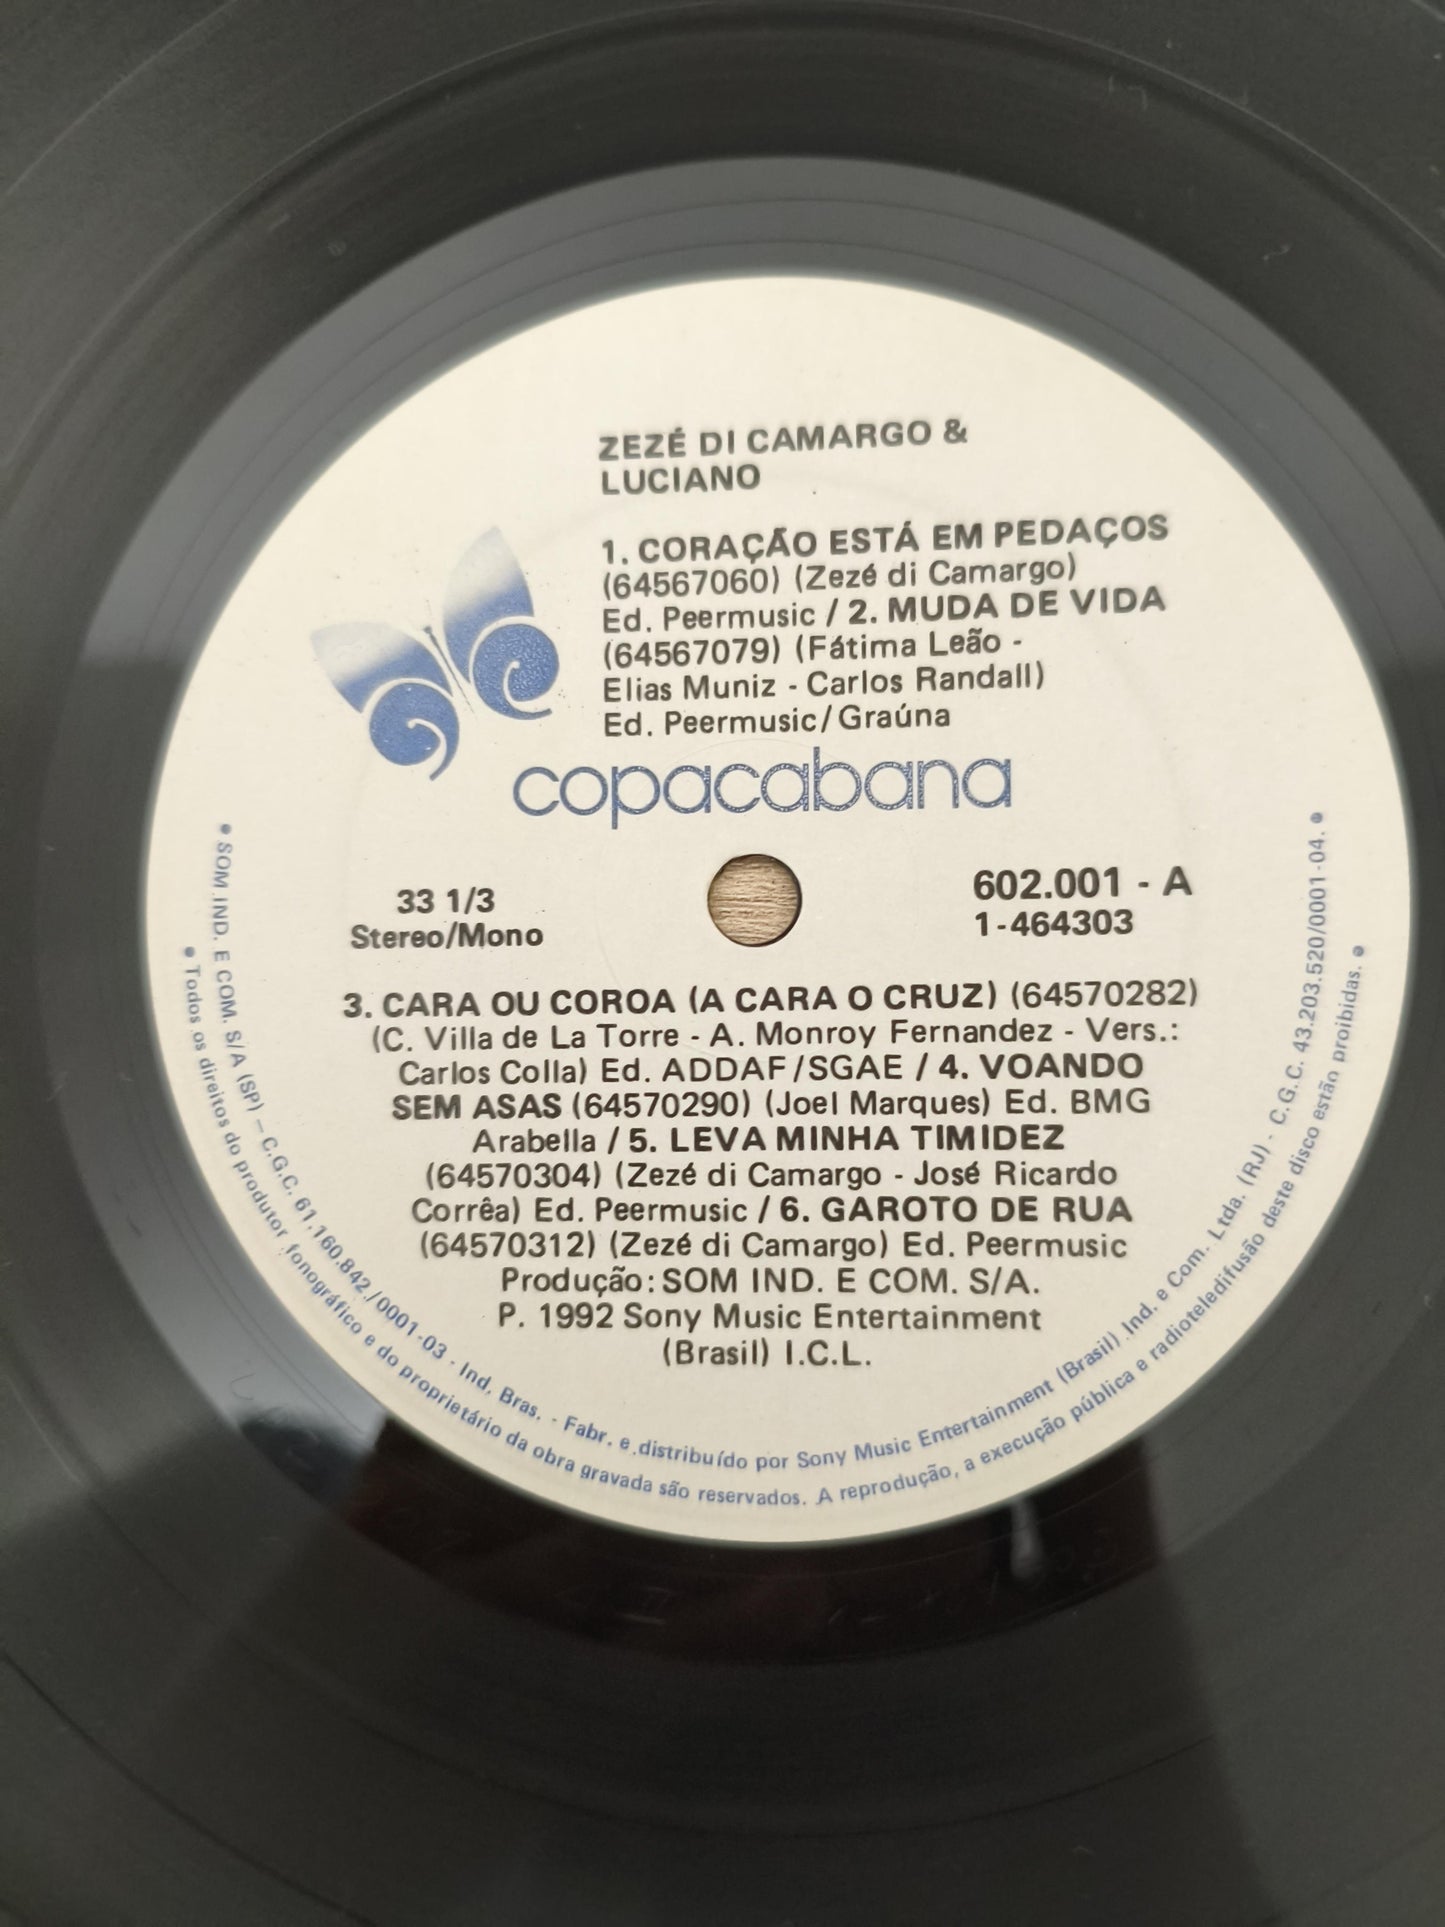 ZEZÉ DI CAMARGO &
LUCIANO
1. CORAÇÃO ESTÁ EM PEDAÇOS
(64567060) (Zezé di Camargo)
Ed. Peermusic / 2. MUDA DE VIDA
(64567079) (Fátima Leão -
Elias Muniz - Carlos Randall)
Ed. Peermusic/Graúna
copacabana
33 1/3
Stereo/Mono
602.001 - A
1-464303
3. CARA OU COROA (A CARA O CRUZ) (64570282)
(C. Villa de La Torre - A. Monroy Fernandez - Vers.:
Carlos Colla) Ed. ADDAF/SGAE / 4. VOANDO
SEM ASAS (64570290) (Joel Marques) Ed. BMG
Arabella / 5. LEVA MINHA TIMIDEZ
(64570304) (Zezé di Camargo - José Ricardo
Corrêa) Ed. Peermusic / 6. GAROTO DE RUA
(64570312) (Zezé di Camargo) Ed. Peermusic
Produção: SOM IND. E COM. S/A.
P. 1992 Sony Music Entertainment
(Brasil) I.C.L.
● SOM IND. E COM. S/A (SP) – C.G.C. 61.160.842/0001-03 - Ind. Bras. - Fabr. e distribuído por Sony Music Entertainment (Brasil) Ind. e Com. Ltda. (RJ) - C.G.C. 43.203.520/0001-04. ●
● Todos os direitos do produtor fonográfico e do proprietário da obra gravada são reservados. A reprodução, a execução pública e radioteledifusão deste disco estão proibidas. ●